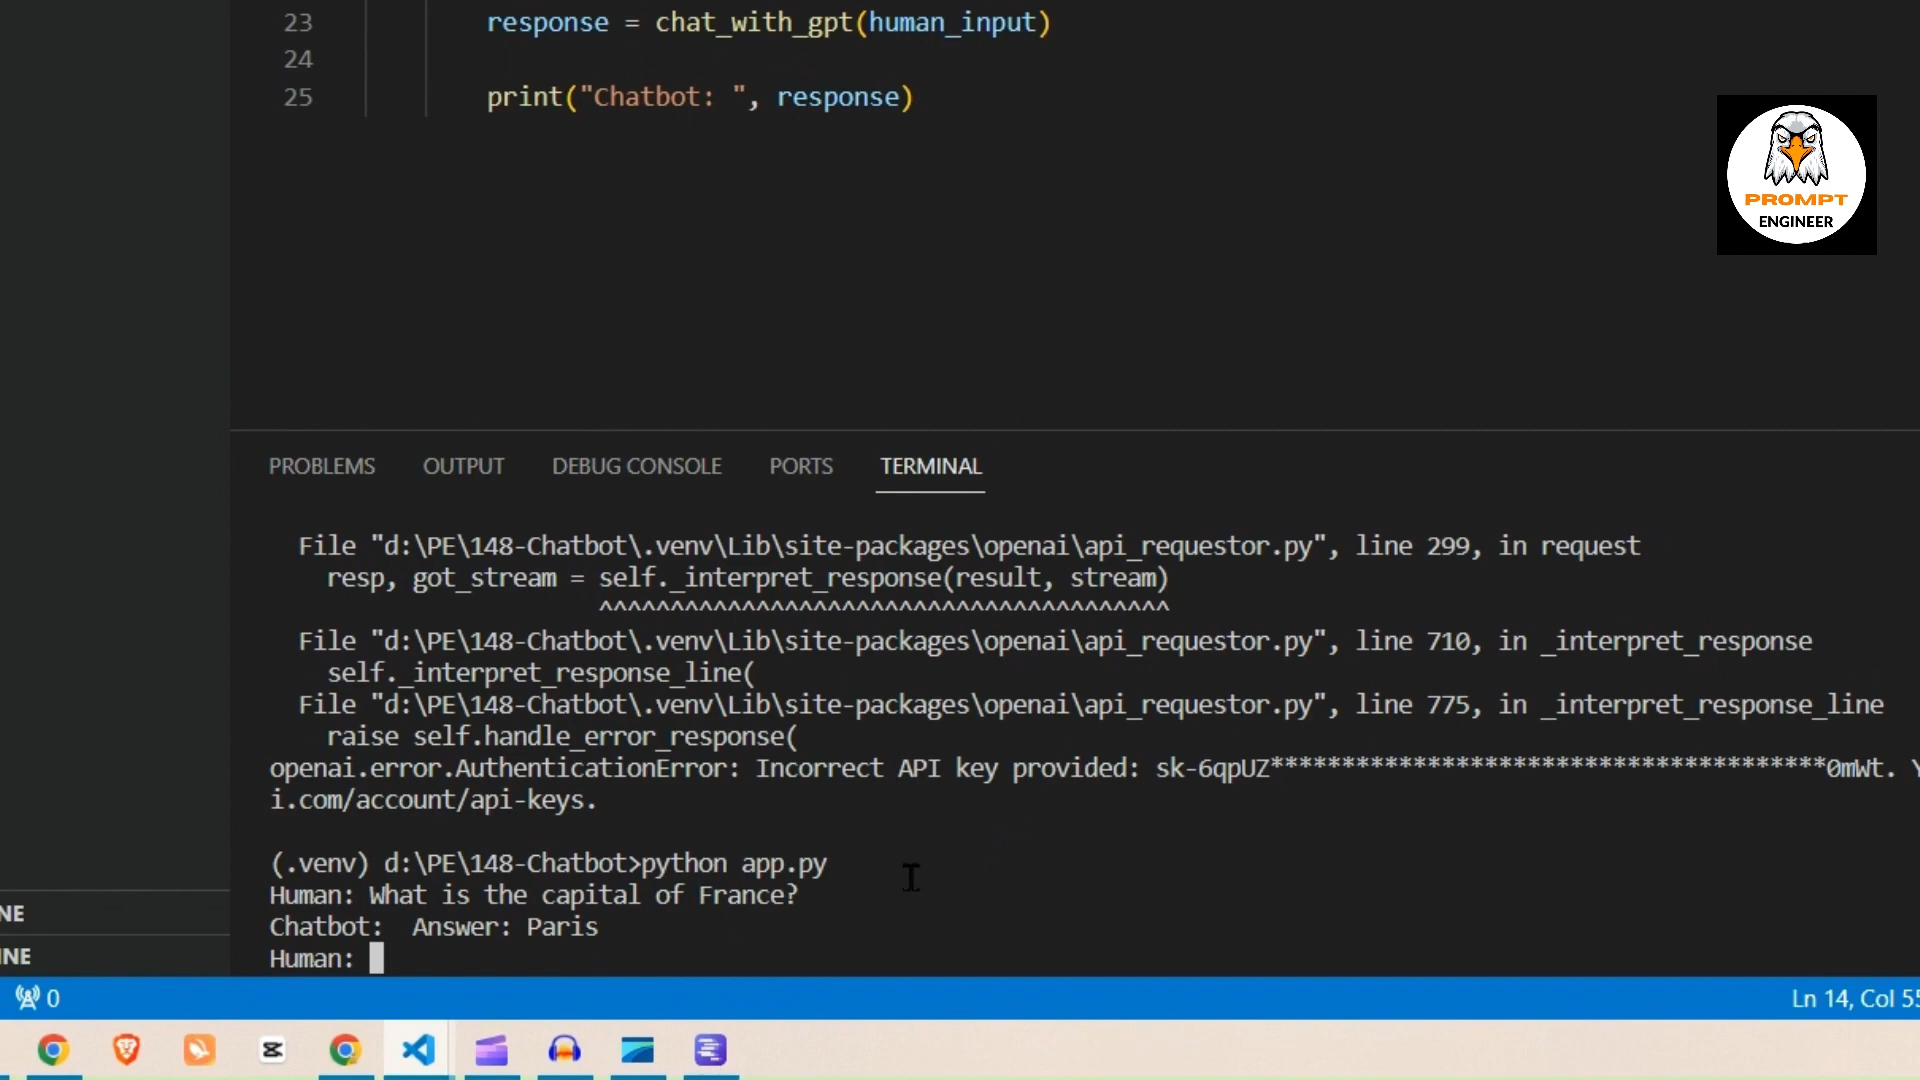 23 response = chat_with_gpt(human_input)
24
25 print("Chatbot: ", response)
PROMPT
ENGINEER
PROBLEMS OUTPUT DEBUG CONSOLE PORTS TERMINAL
File "d:\PE\148-Chatbot\.venv\Lib\site-packages\openai\api_requestor.py", line 299, in request
resp, got_stream = self._interpret_response(result, stream)
^^^^^^^^^^^^^^^^^^^^^^^^^^^^^^^^^^^^^^^^
File "d:\PE\148-Chatbot\.venv\Lib\site-packages\openai\api_requestor.py", line 710, in _interpret_response
self._interpret_response_line(
File "d:\PE\148-Chatbot\.venv\Lib\site-packages\openai\api_requestor.py", line 775, in _interpret_response_line
raise self.handle_error_response(
openai.error.AuthenticationError: Incorrect API key provided: sk-6qpUZ***************************************0mWt. Y
i.com/account/api-keys.
(.venv) d:\PE\148-Chatbot>python app.py
Human: What is the capital of France?
NE
Chatbot:  Answer: Paris
Human:
INE
0
Ln 14, Col 55